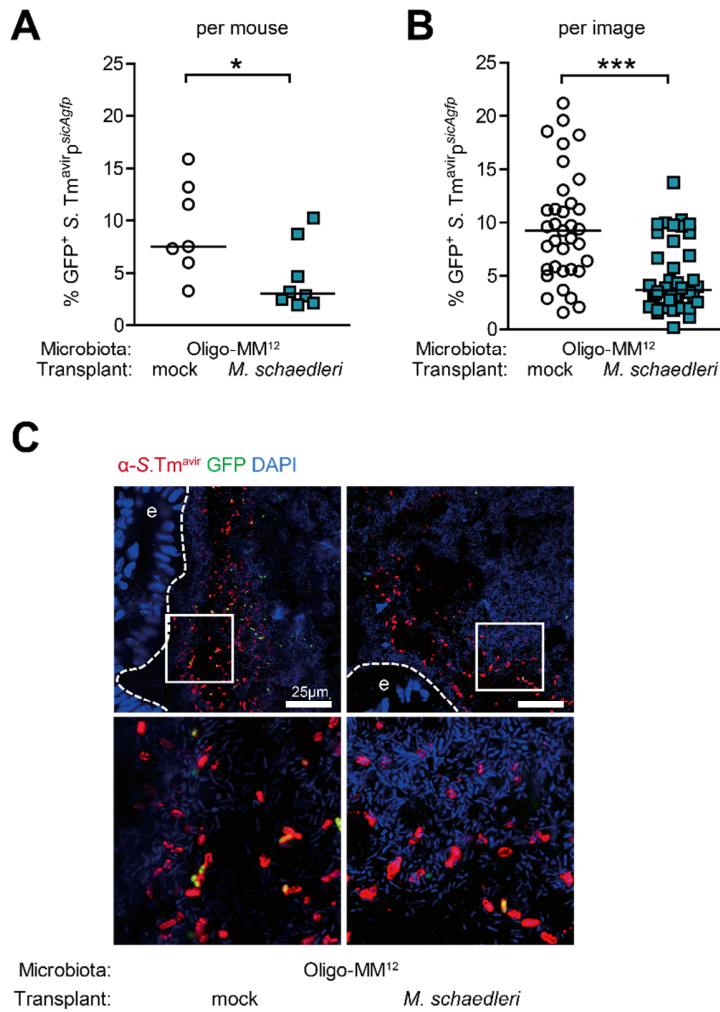 A
per mouse
*
% GFP⁺ S. Tmᵃᵛⁱʳpˢⁱᶜᴬᵍᶠᵖ
25
20
15
10
5
0
Microbiota: Oligo-MM¹²
Transplant: mock M. schaedleri
B
per image
***
% GFP⁺ S. Tmᵃᵛⁱʳpˢⁱᶜᴬᵍᶠᵖ
25
20
15
10
5
0
Microbiota: Oligo-MM¹²
Transplant: mock M. schaedleri
C
α-S.Tmᵃᵛⁱʳ GFP DAPI
e
25µm
e
Microbiota: Oligo-MM¹²
Transplant: mock M. schaedleri